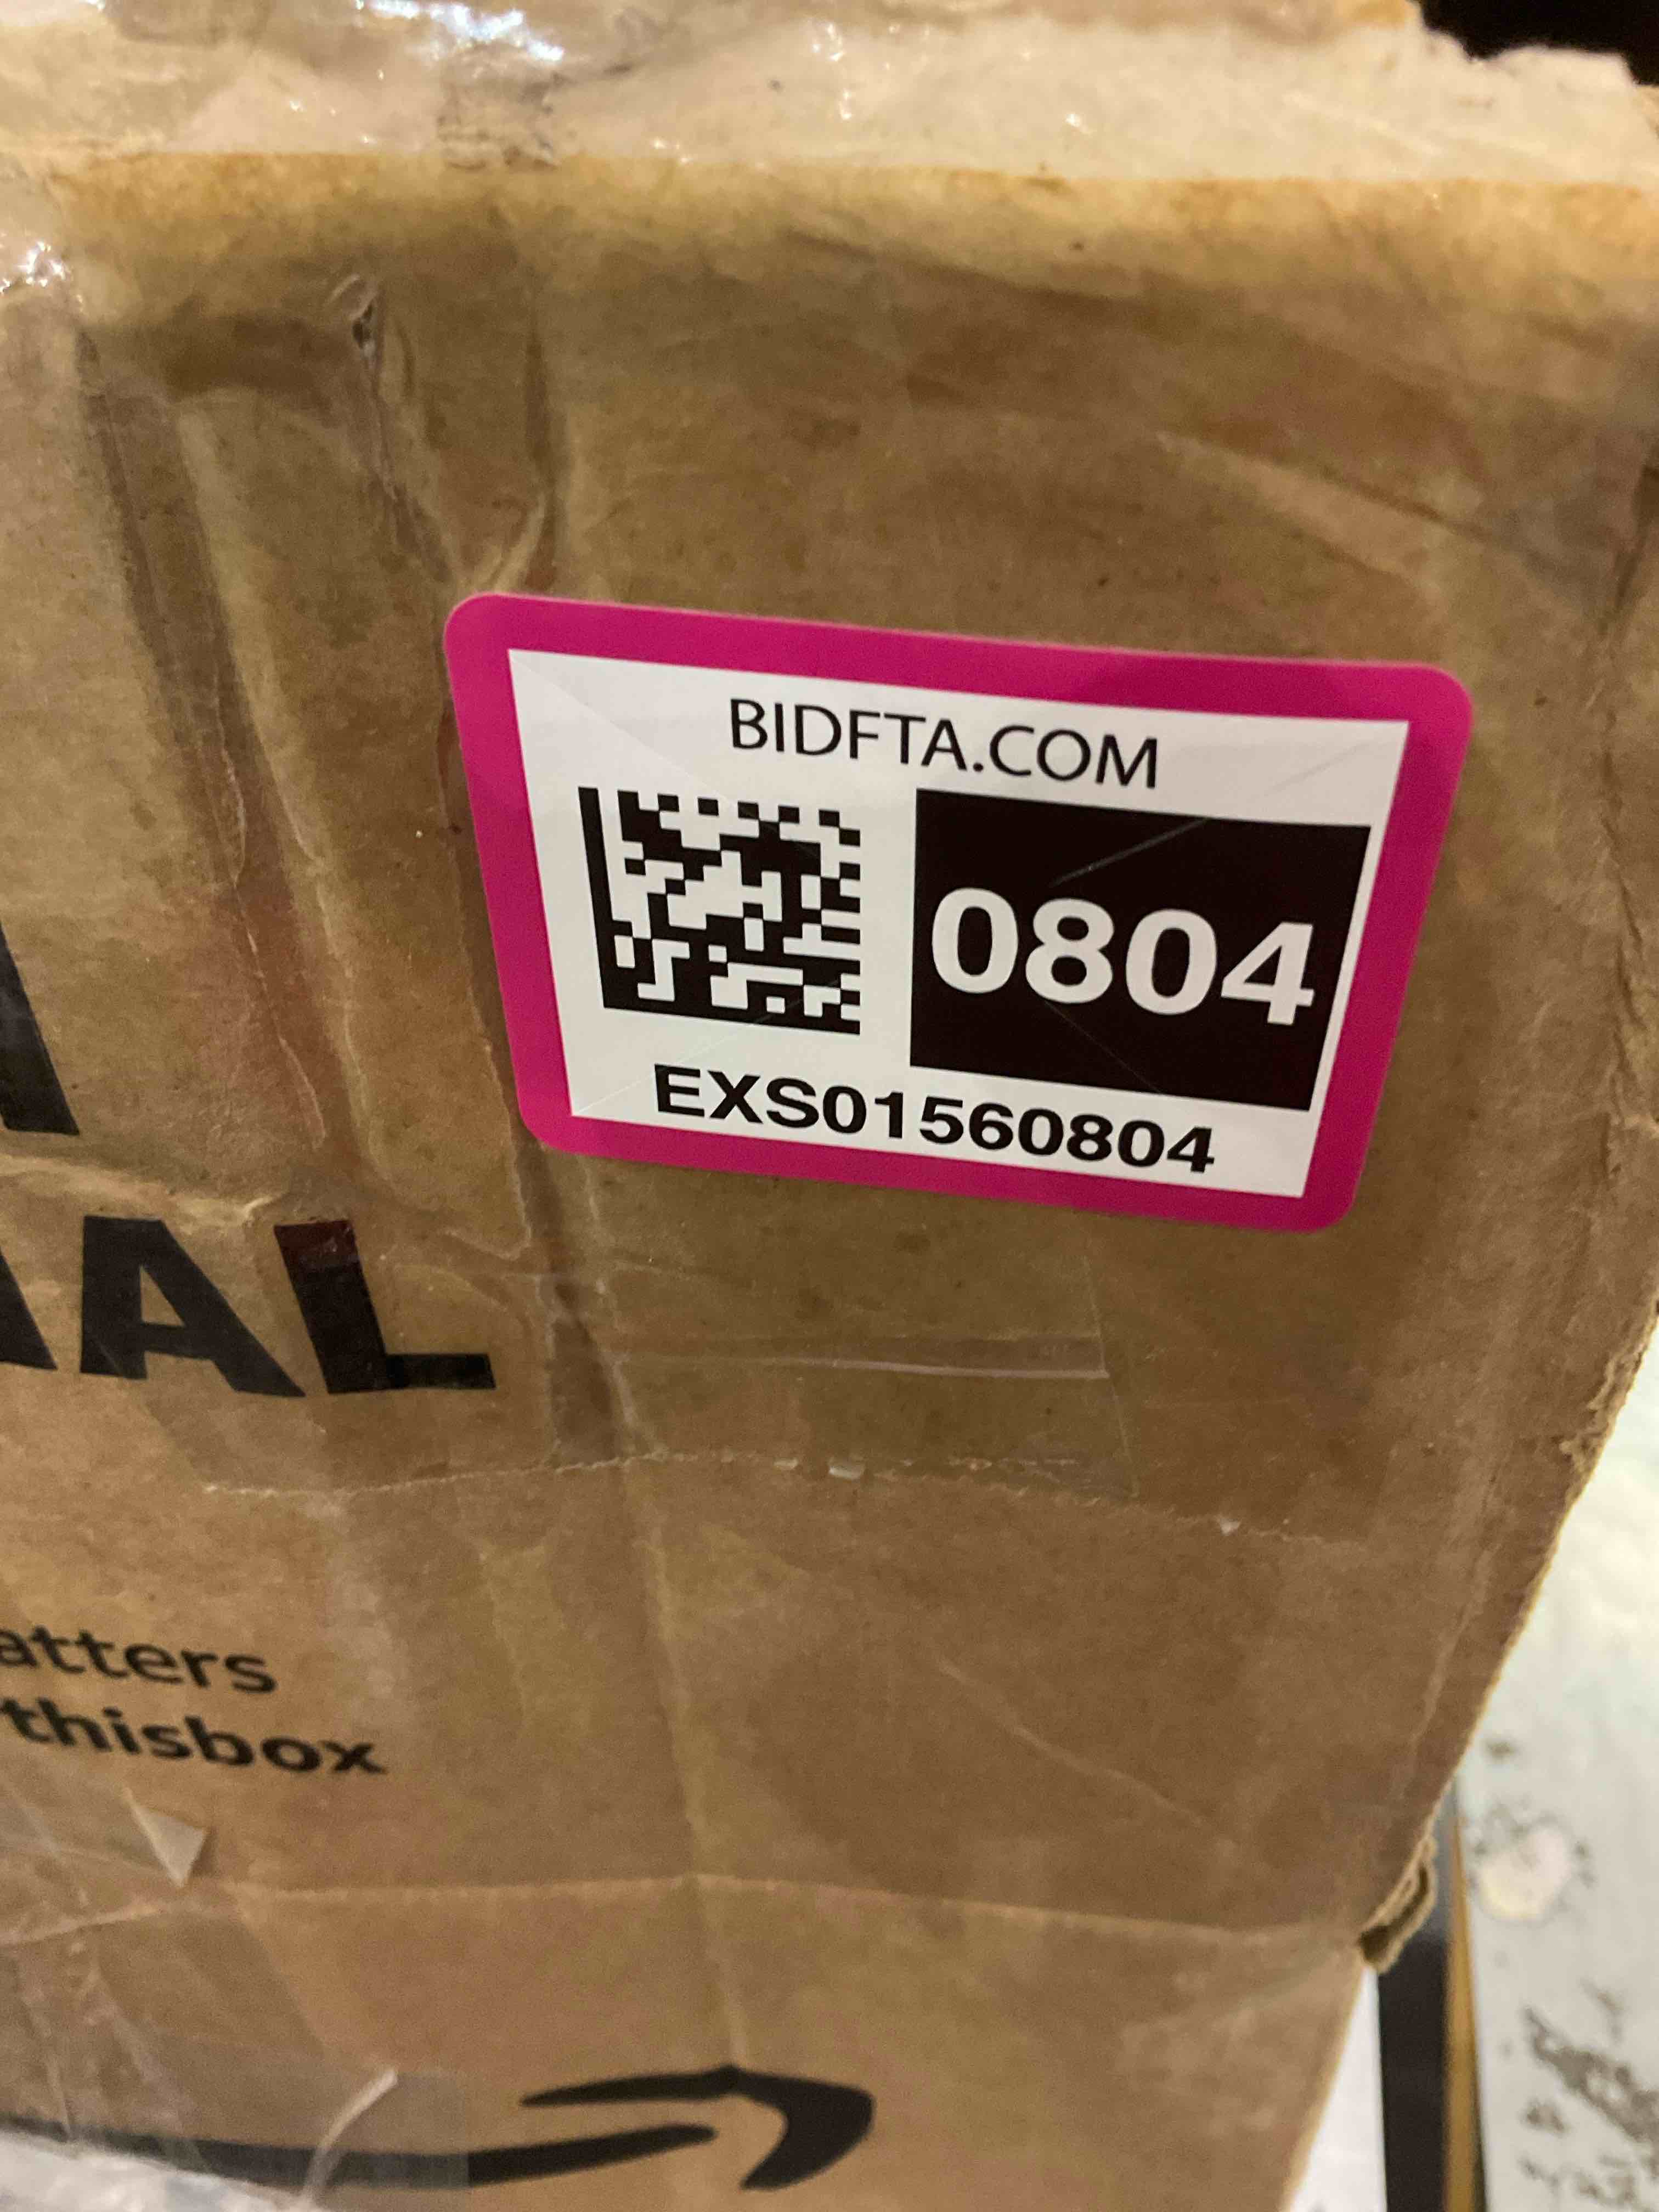 BIDFTA.COM
0804
EXS01560804
AL
atters
thisbox